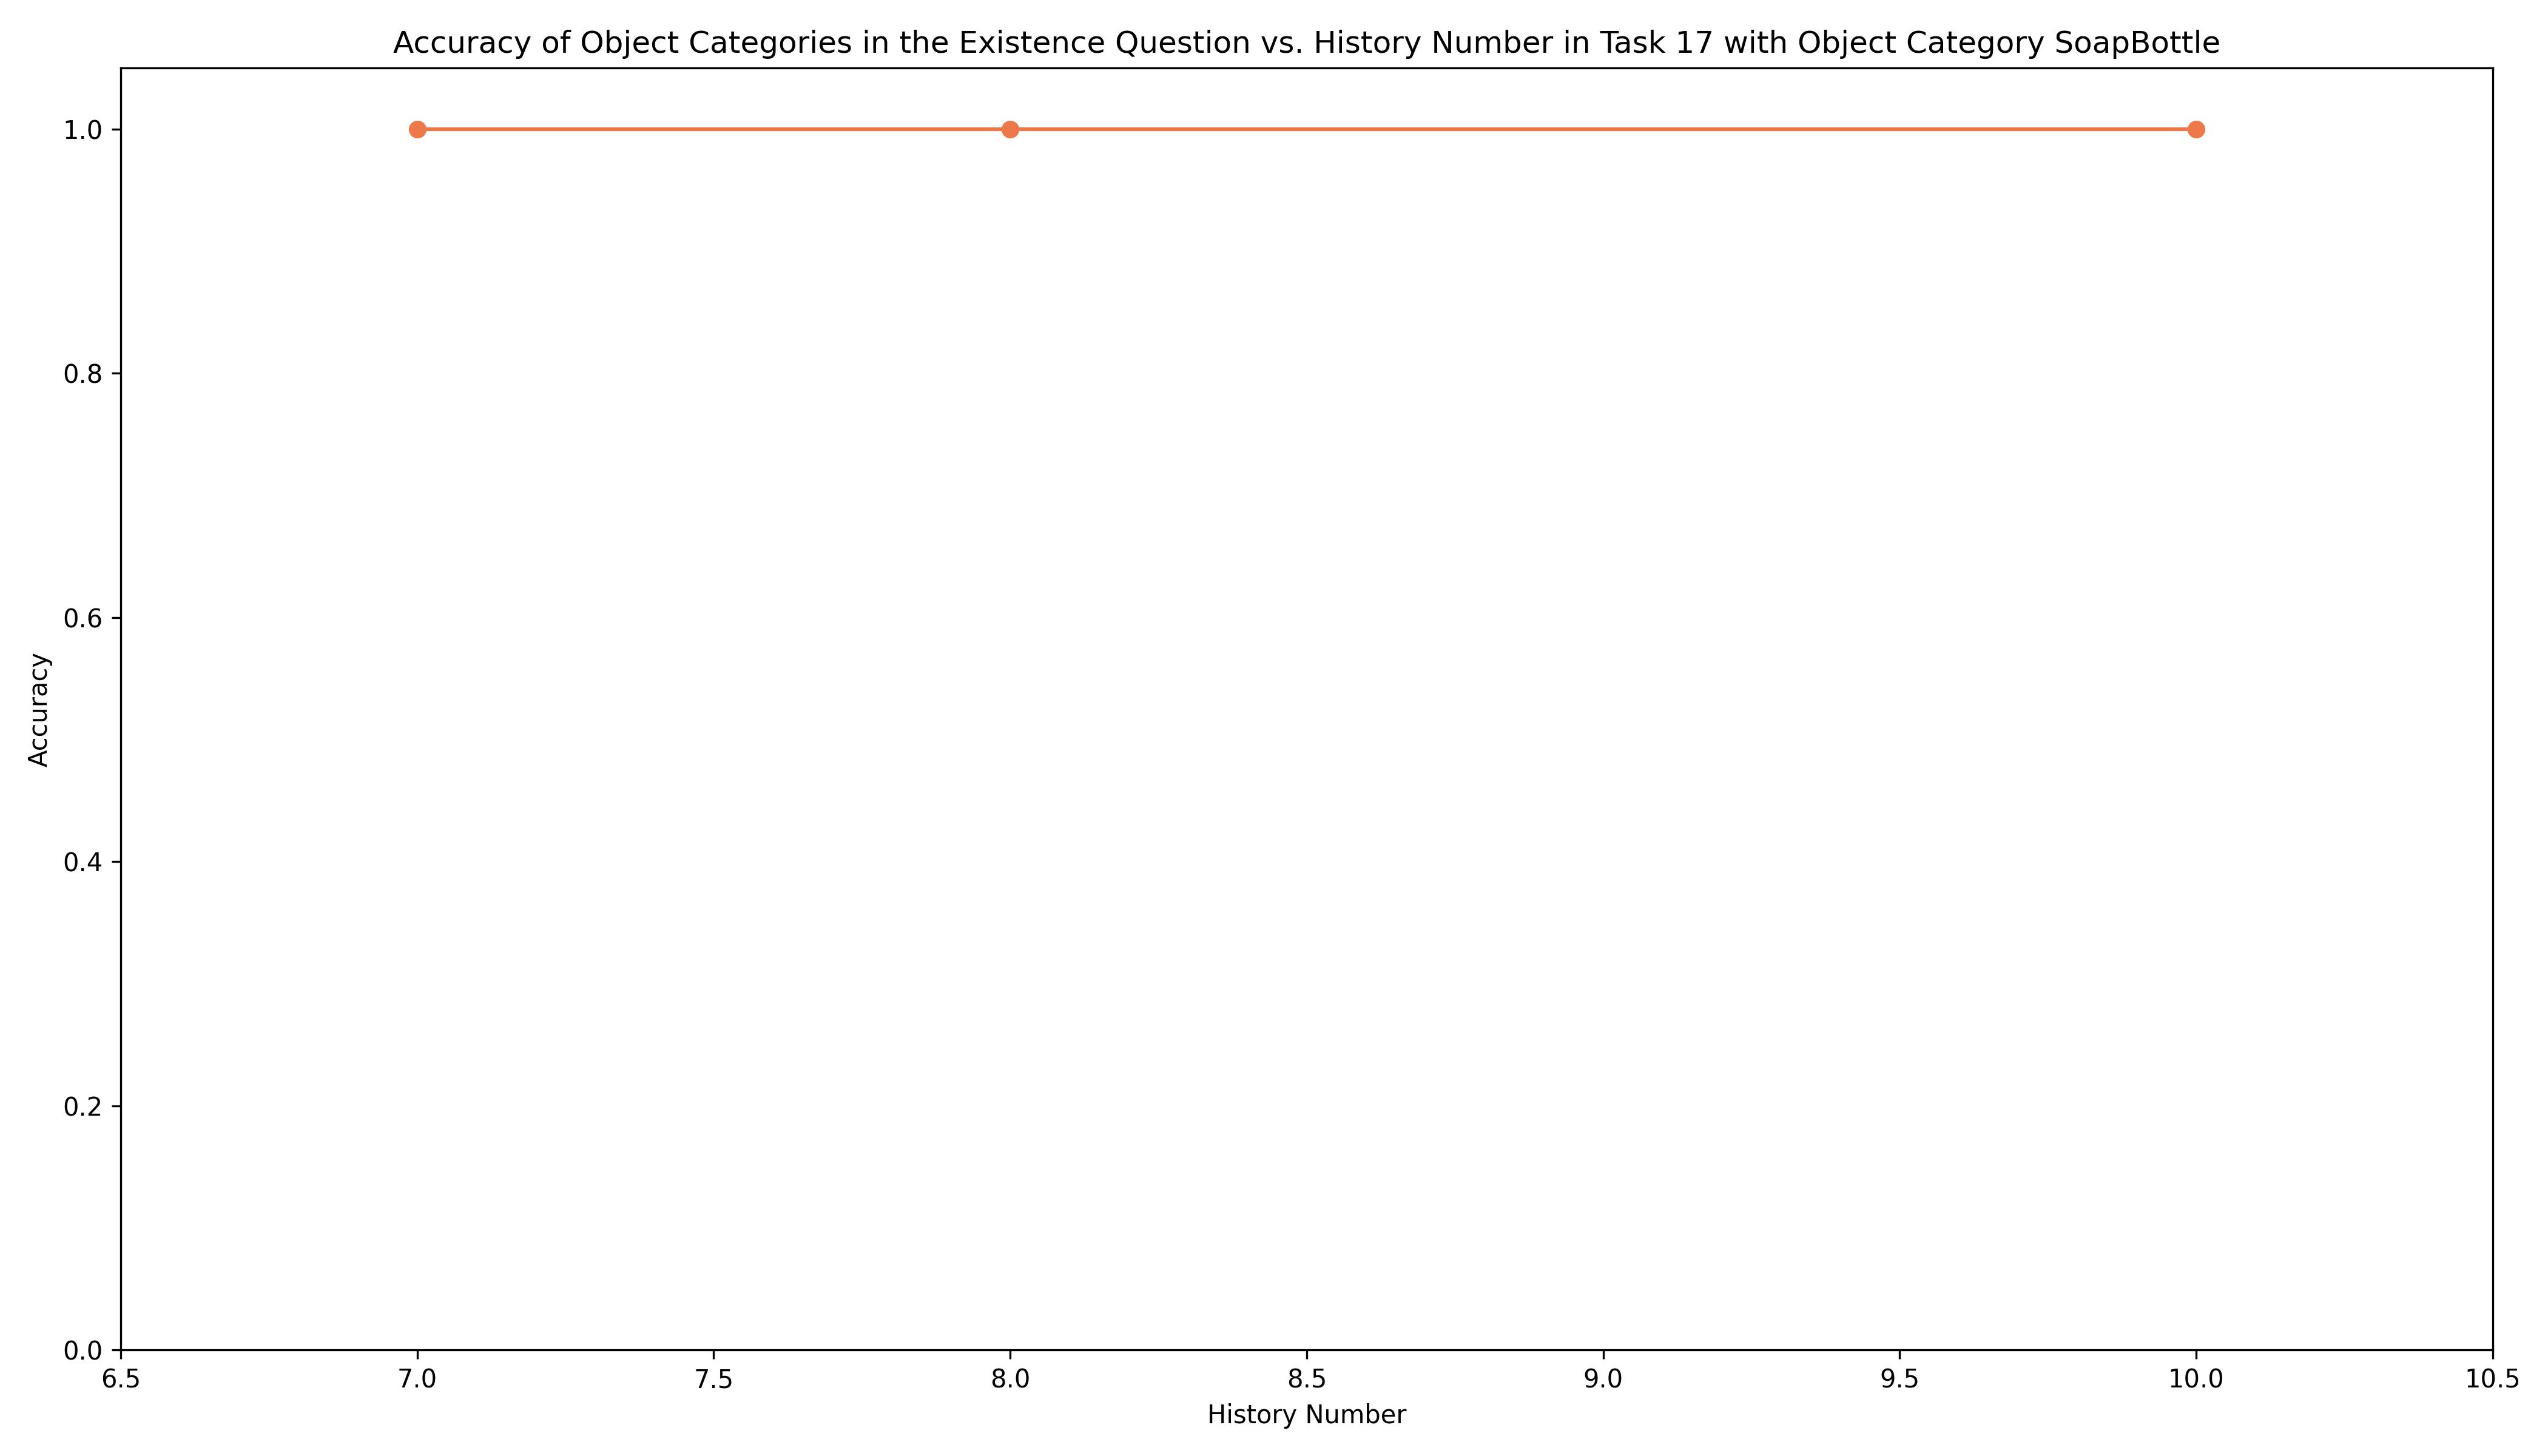 Accuracy of Object Categories in the Existence Question vs. History Number in Task 17 with Object Category SoapBottle
1.0
0.8
0.6
0.4
0.2
0.0
Accuracy
6.5 7.0 7.5 8.0 8.5 9.0 9.5 10.0 10.5
History Number